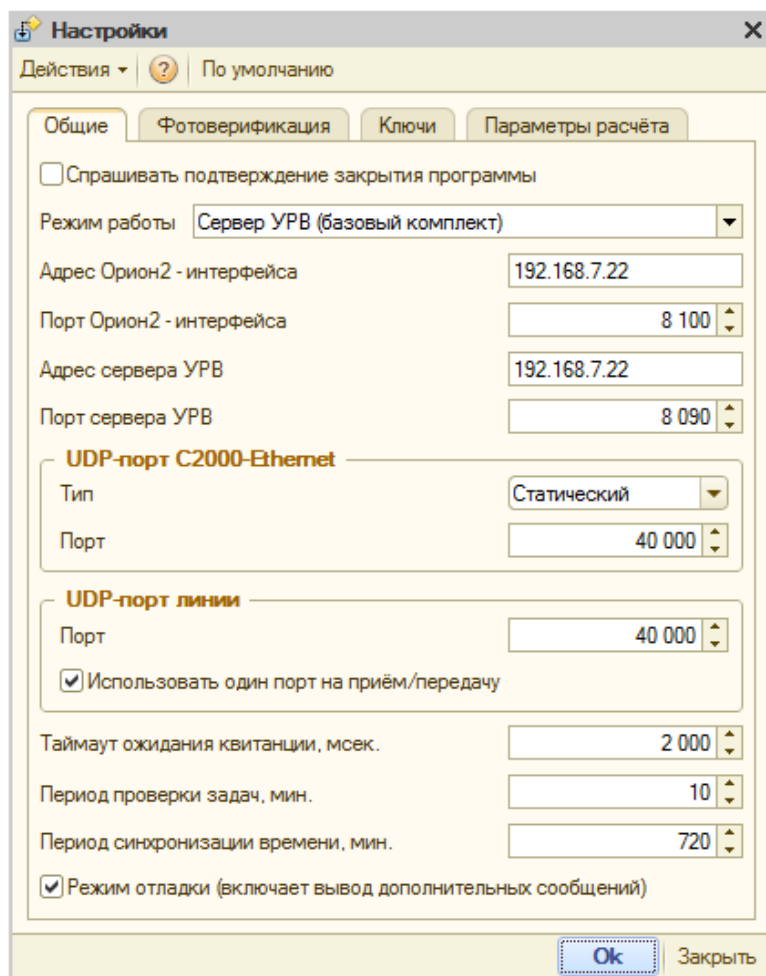 Настройки
Действия ? По умолчанию
Общие Фотоверификация Ключи Параметры расчёта
Спрашивать подтверждение закрытия программы
Режим работы Сервер УРВ (базовый комплект)
Адрес Орион2 - интерфейса 192.168.7.22
Порт Орион2 - интерфейса 8 100
Адрес сервера УРВ 192.168.7.22
Порт сервера УРВ 8 090
UDP-порт C2000-Ethernet
Тип Статический
Порт 40 000
UDP-порт линии
Порт 40 000
Использовать один порт на приём/передачу
Таймаут ожидания квитанции, мсек. 2 000
Период проверки задач, мин. 10
Период синхронизации времени, мин. 720
Режим отладки (включает вывод дополнительных сообщений)
Ok Закрыть